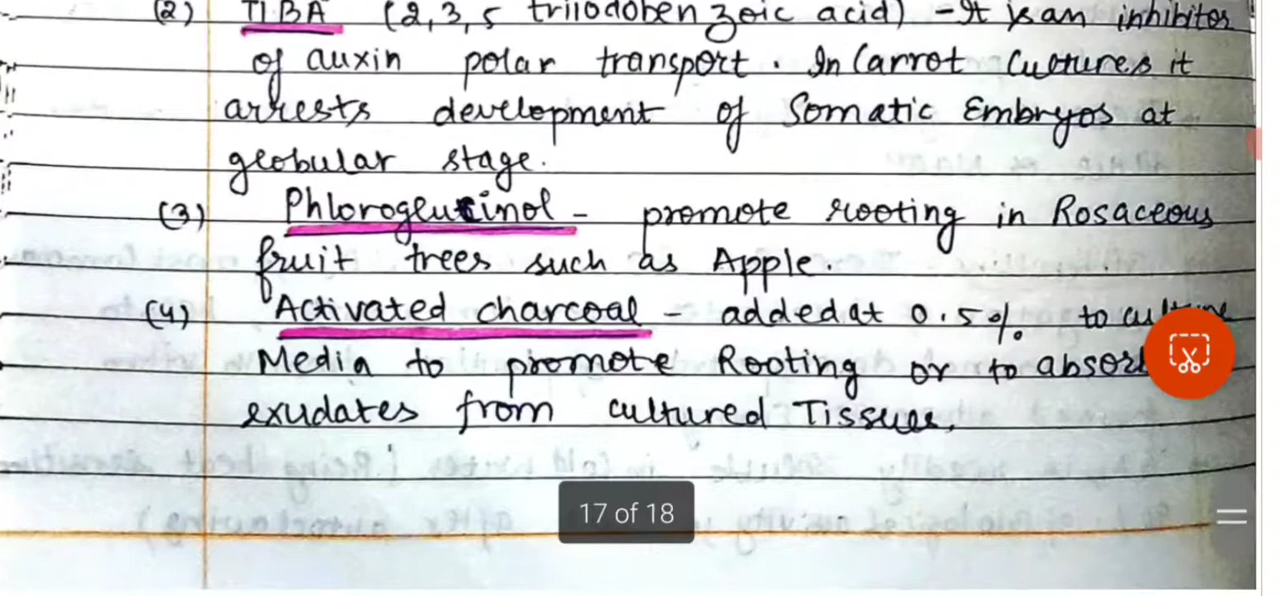 (2) TIBA (2,3,5 triiodobenzoic acid) - It is an inhibitor
of auxin polar transport. In Carrot Cultures it
arrests development of Somatic Embryos at
globular stage.
(3) Phloroglucinol - promote rooting in Rosaceous
fruit trees such as Apple.
(4) Activated charcoal - added at 0.5% to culture
Media to promote Rooting or to absorb
exudates from cultured Tissues.
17 of 18